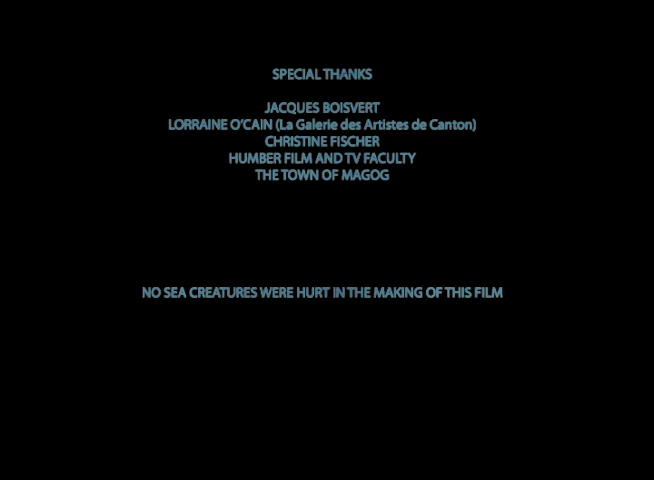 SPECIAL THANKS
JACQUES BOISVERT
LORRAINE O'CAIN (La Galerie des Artistes de Canton)
CHRISTINE FISCHER
HUMBER FILM AND TV FACULTY
THE TOWN OF MAGOG
NO SEA CREATURES WERE HURT IN THE MAKING OF THIS FILM